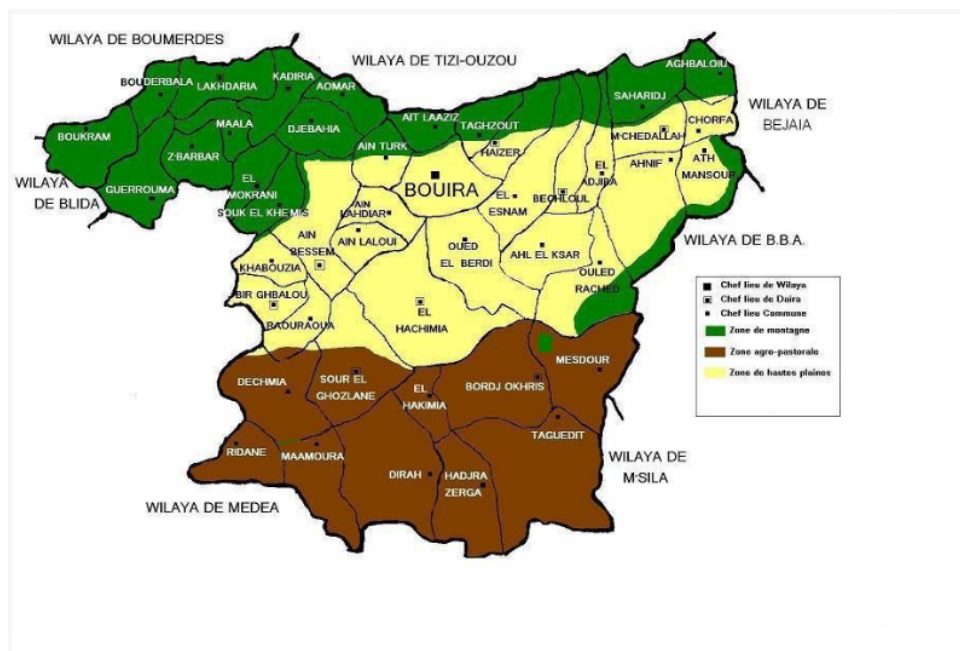 WILAYA DE BOUMERDES
WILAYA DE TIZI-OUZOU
AGHBALOIU
BOUDERBALA
LAKHDARIA
KADIRIA
AOMAR
SAHARIDJ
WILAYA DE
BEJAIA
BOUKRAM
MAALA
DJEBAHIA
AIT LAAZIZ
TAGHZOUT
M'CHEDALLAH
CHORFA
Z'BARBAR
AIN TURK
HAIZER
AHNIF
ATH
MANSOUR
WILAYA
DE BLIDA
GUERROUMA
EL
MOKRANI
SOUK EL KHEMIS
BOUIRA
EL
ESNAM
BECHLOUL
EL
ADJIBA
AIN
LAHDJAR
AIN
BESSEM
AIN LALOUI
OUED
EL BERDI
AHL EL KSAR
OULED
RACHED
WILAYA DE B.B.A.
KHABOUZIA
BIR GHBALOU
RAOURAOUA
EL
HACHIMIA
Chef lieu de Wilaya
Chef lieu de Daira
Chef lieu Commune
Zone de montagne
Zone agro-pastorale
Zone de hautes plaines
DECHMIA
SOUR EL
GHOZLANE
EL
HAKIMIA
BORDJ OKHRIS
MESDOUR
TAGUEDIT
RIDANE
MAAMOURA
DIRAH
HADJRA
ZERGA
WILAYA DE
M'SILA
WILAYA DE MEDEA